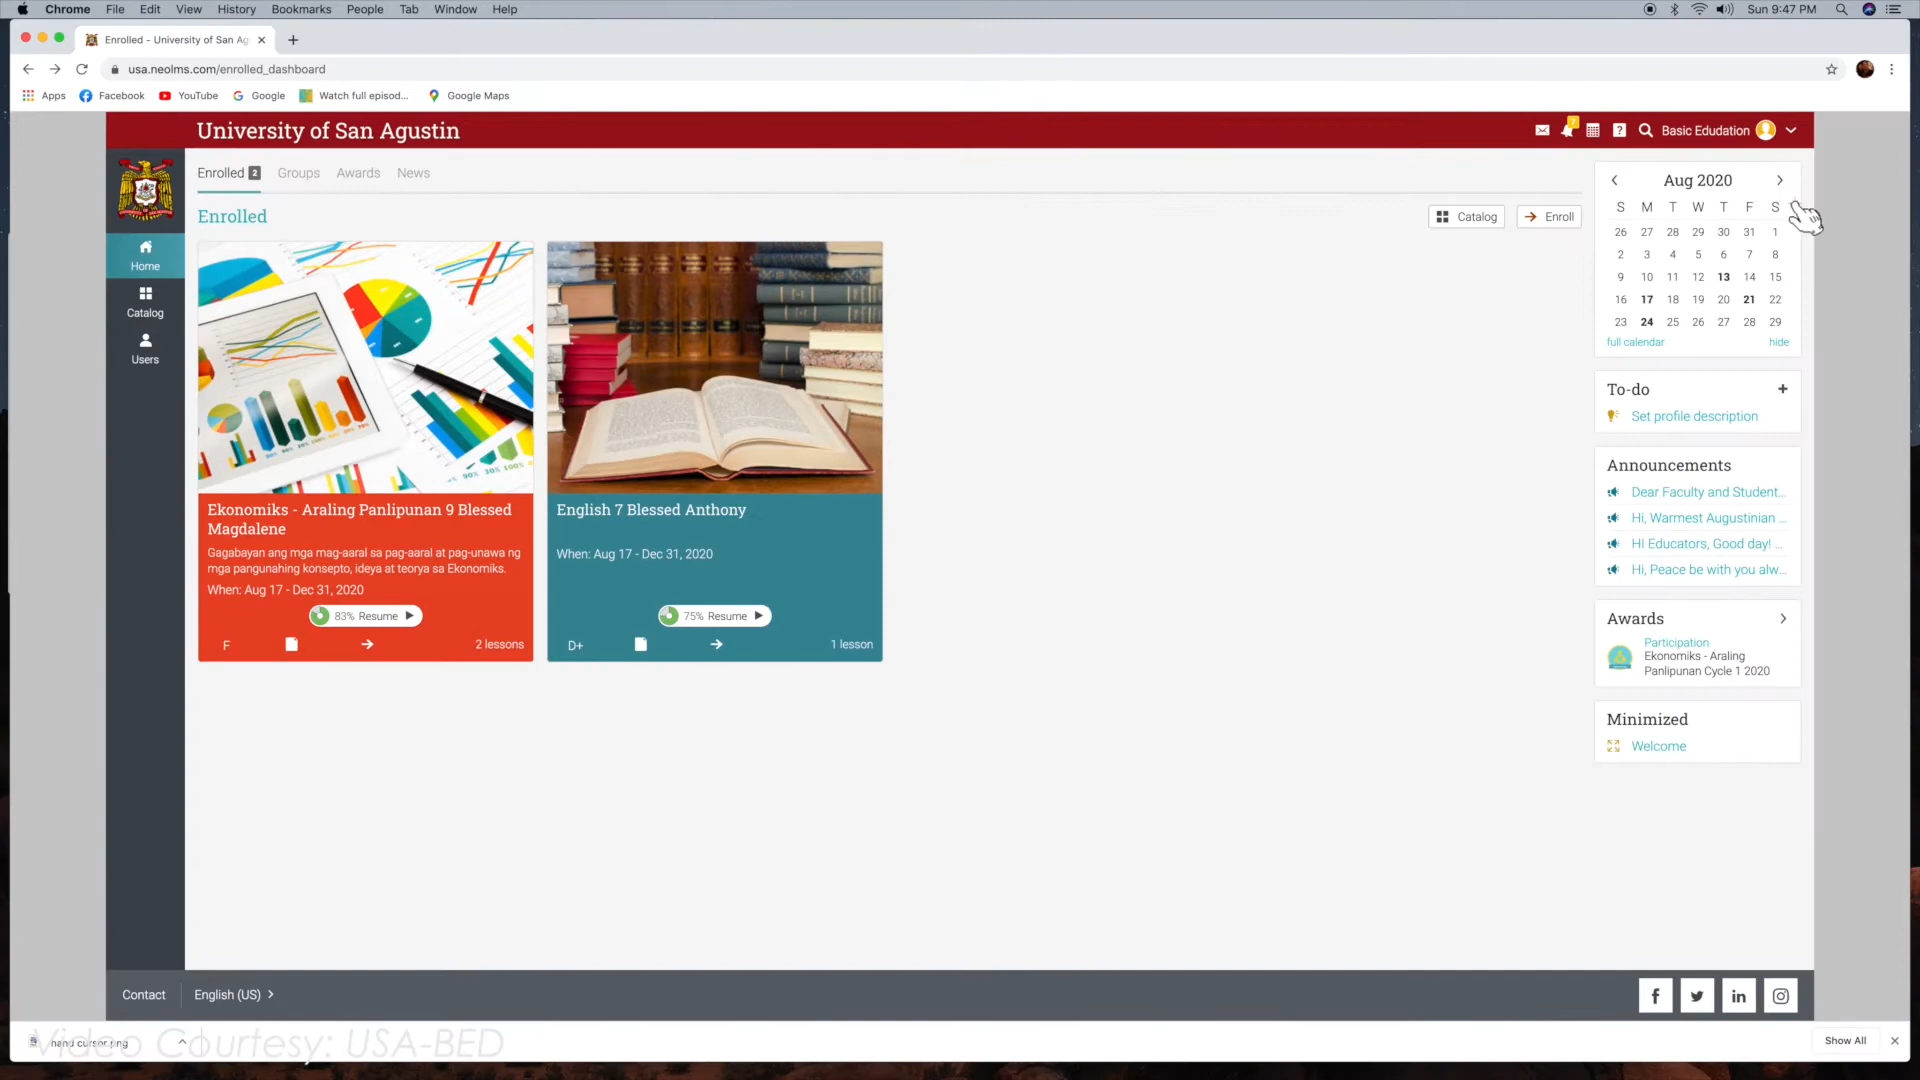 Chrome File Edit View History Bookmarks People Tab Window Help
Sun 9:47 PM
Enrolled - University of San Ag
usa.neolms.com/enrolled_dashboard
Apps Facebook YouTube Google Watch full episod... Google Maps
University of San Agustin
7
Basic Edudation
Enrolled 2 Groups Awards News
Enrolled
Catalog
Enroll
Home
Catalog
Users
Ekonomiks - Araling Panlipunan 9 Blessed
Magdalene
Gagabayan ang mga mag-aaral sa pag-aaral at pag-unawa ng
mga pangunahing konsepto, ideya at teorya sa Ekonomiks.
When: Aug 17 - Dec 31, 2020
83% Resume
F
2 lessons
English 7 Blessed Anthony
When: Aug 17 - Dec 31, 2020
75% Resume
D+
1 lesson
Aug 2020
S M T W T F S
26 27 28 29 30 31 1
2 3 4 5 6 7 8
9 10 11 12 13 14 15
16 17 18 19 20 21 22
23 24 25 26 27 28 29
full calendar hide
To-do +
Set profile description
Announcements
Dear Faculty and Student...
Hi, Warmest Augustinian ...
HI Educators, Good day! ...
Hi, Peace be with you alw...
Awards
Participation
Ekonomiks - Araling
Panlipunan Cycle 1 2020
Minimized
Welcome
Contact English (US)
hand cursor.png
Show All
Video Courtesy: USA-BED